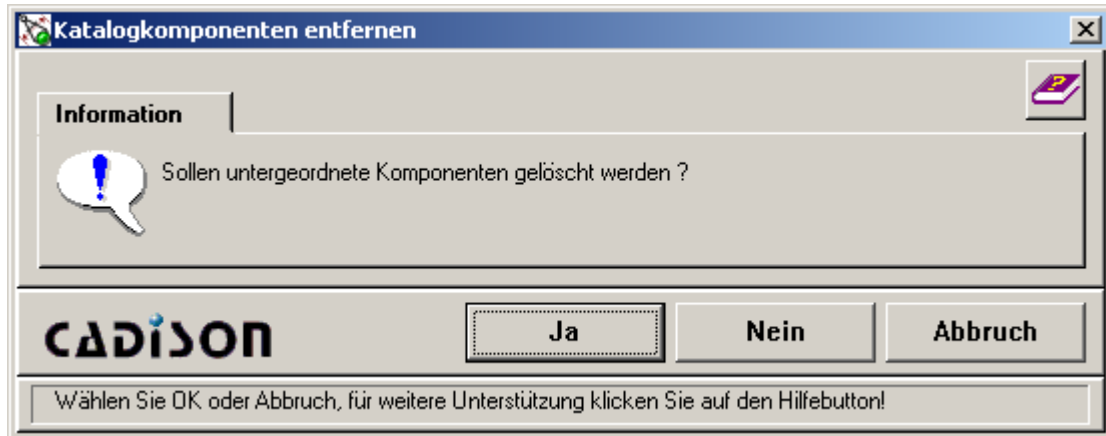 Katalogkomponenten entfernen
Information
Sollen untergeordnete Komponenten gelöscht werden ?
CADISON
Ja
Nein
Abbruch
Wählen Sie OK oder Abbruch, für weitere Unterstützung klicken Sie auf den Hilfebutton!